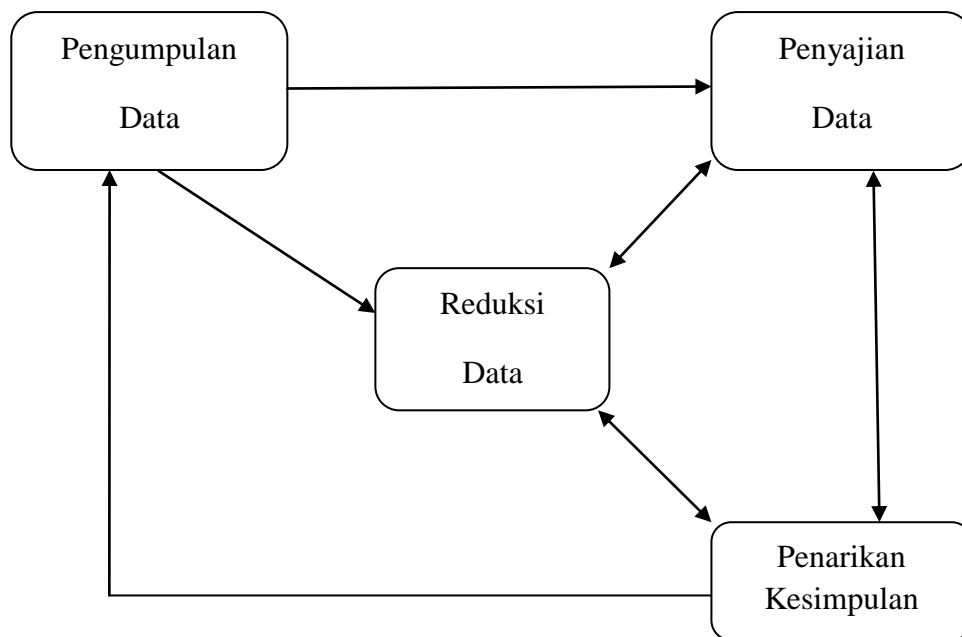 Pengumpulan
Data
Penyajian
Data
Reduksi
Data
Penarikan
Kesimpulan